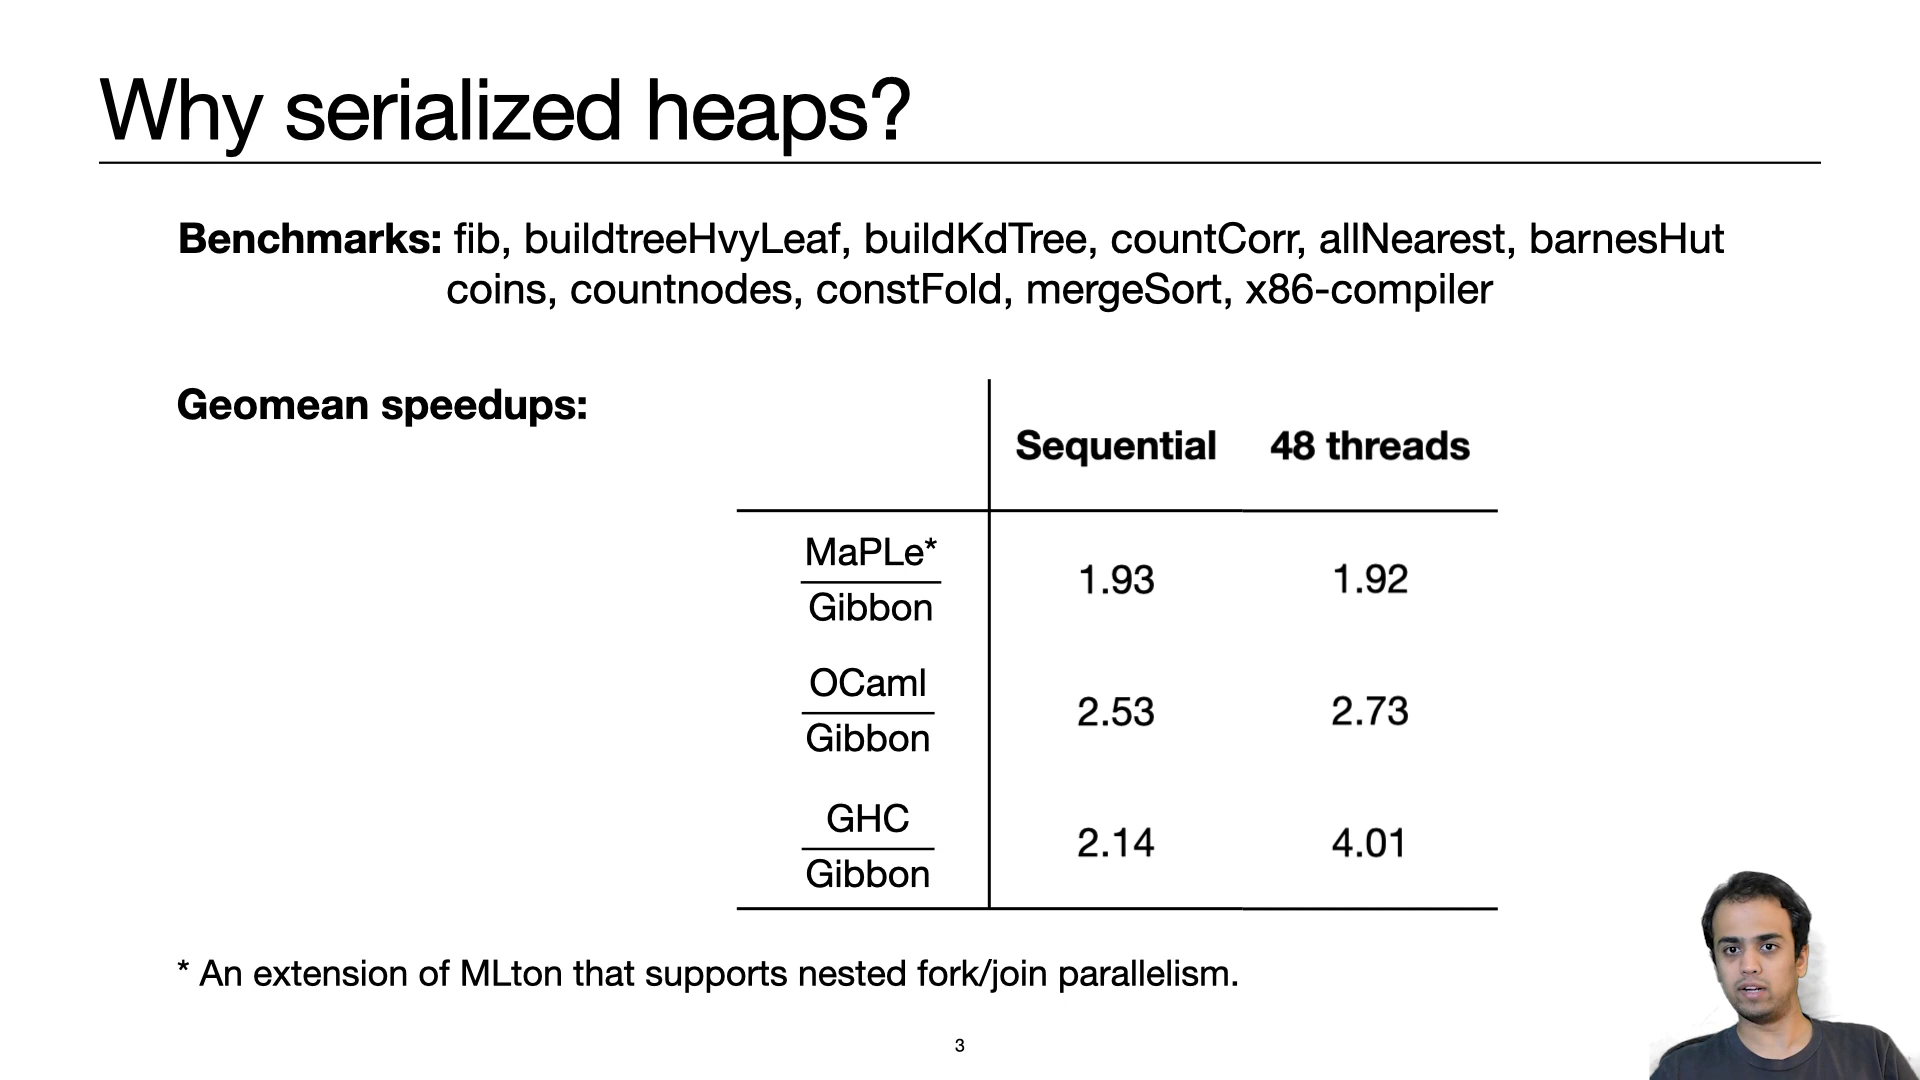 Why serialized heaps?
Benchmarks: fib, buildtreeHvyLeaf, buildKdTree, countCorr, allNearest, barnesHut
coins, countnodes, constFold, mergeSort, x86-compiler
Geomean speedups:
Sequential 48 threads
MaPLe*
Gibbon
1.93 1.92
OCaml
Gibbon
2.53 2.73
GHC
Gibbon
2.14 4.01
* An extension of MLton that supports nested fork/join parallelism.
3